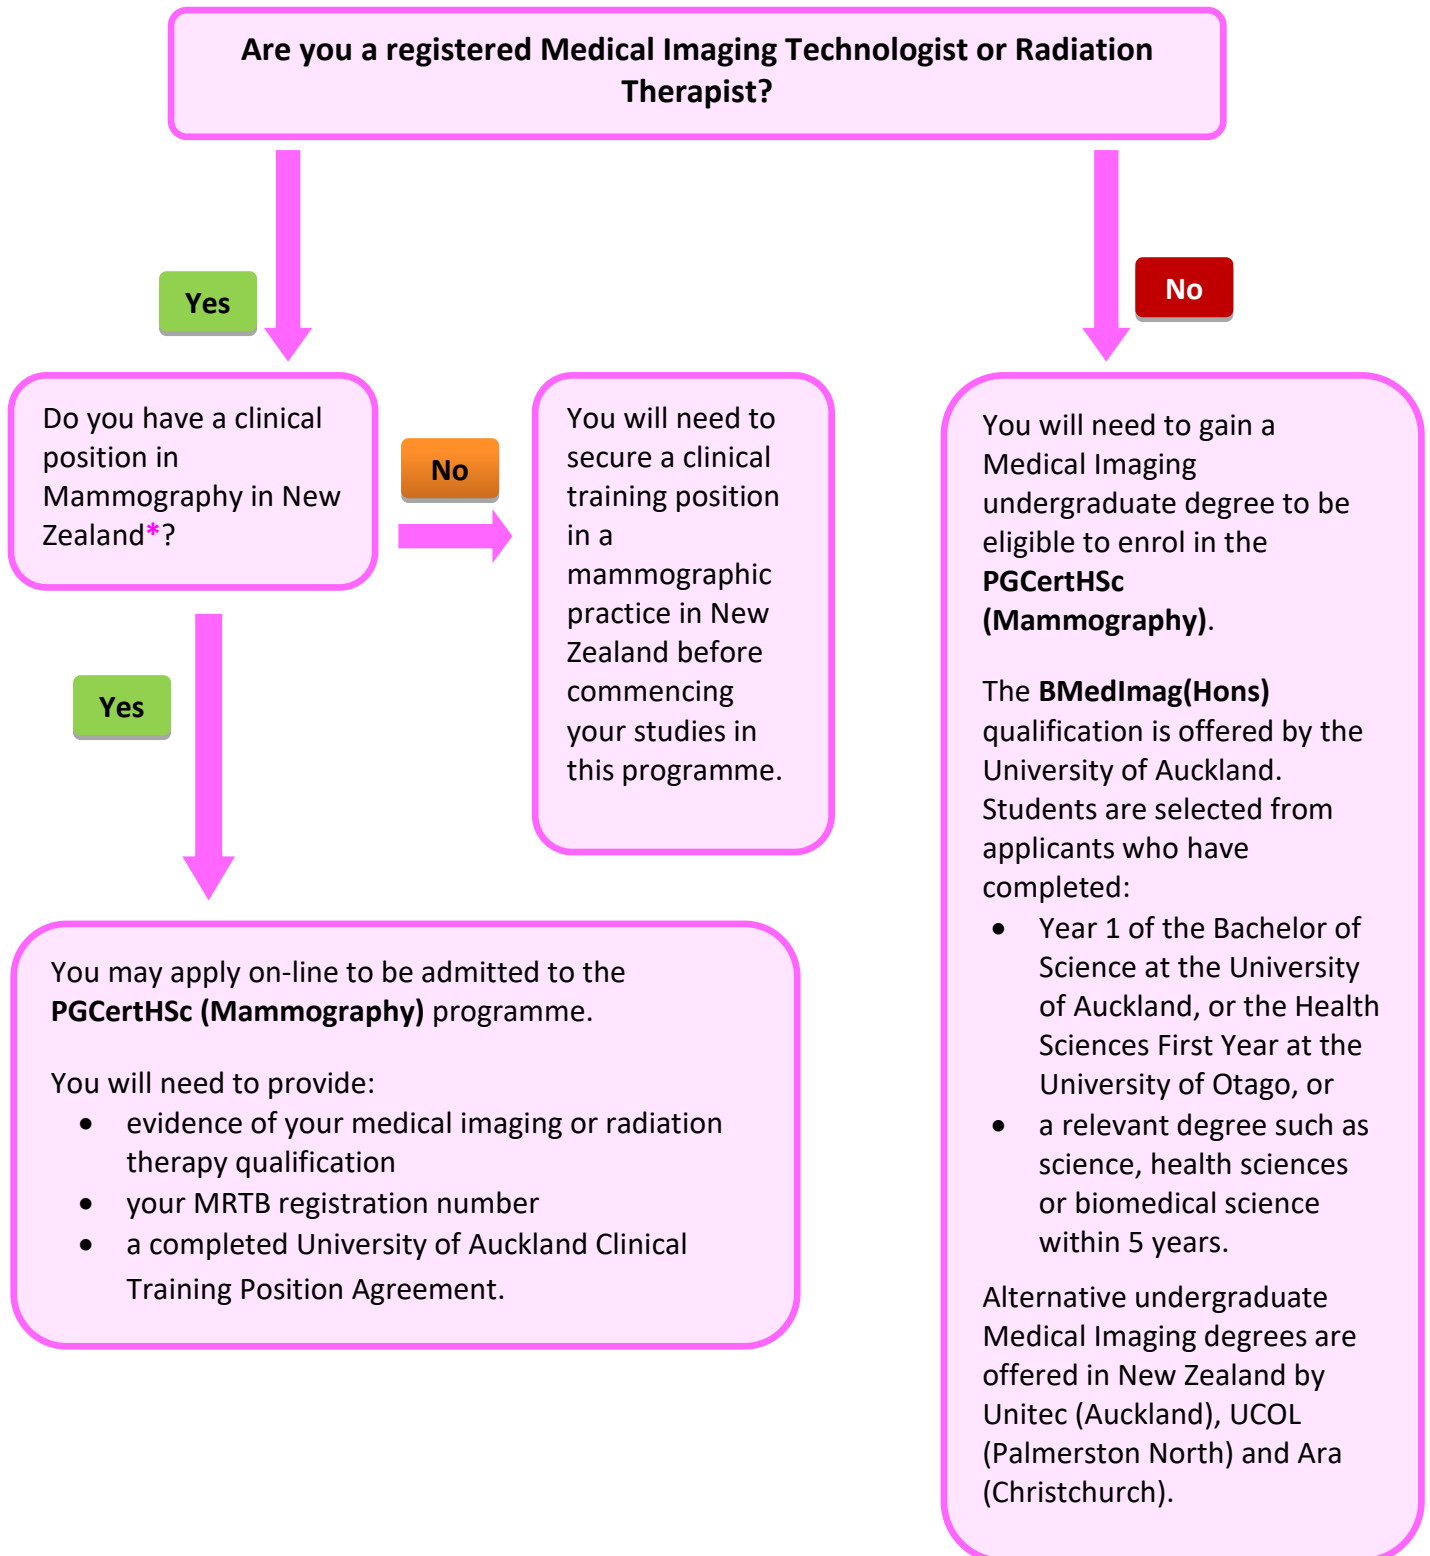 Are you a registered Medical Imaging Technologist or Radiation
Therapist?
Yes
No
Do you have a clinical
position in
Mammography in New
Zealand*?
No
You will need to
secure a clinical
training position
in a
mammographic
practice in New
Zealand before
commencing
your studies in
this programme.
Yes
You may apply on-line to be admitted to the
PGCertHSc (Mammography) programme.
You will need to provide:
• evidence of your medical imaging or radiation
therapy qualification
• your MRTB registration number
• a completed University of Auckland Clinical
Training Position Agreement.
You will need to gain a
Medical Imaging
undergraduate degree to be
eligible to enrol in the
PGCertHSc
(Mammography).
The BMedImag(Hons)
qualification is offered by the
University of Auckland.
Students are selected from
applicants who have
completed:
• Year 1 of the Bachelor of
Science at the University
of Auckland, or the Health
Sciences First Year at the
University of Otago, or
• a relevant degree such as
science, health sciences
or biomedical science
within 5 years.
Alternative undergraduate
Medical Imaging degrees are
offered in New Zealand by
Unitec (Auckland), UCOL
(Palmerston North) and Ara
(Christchurch).